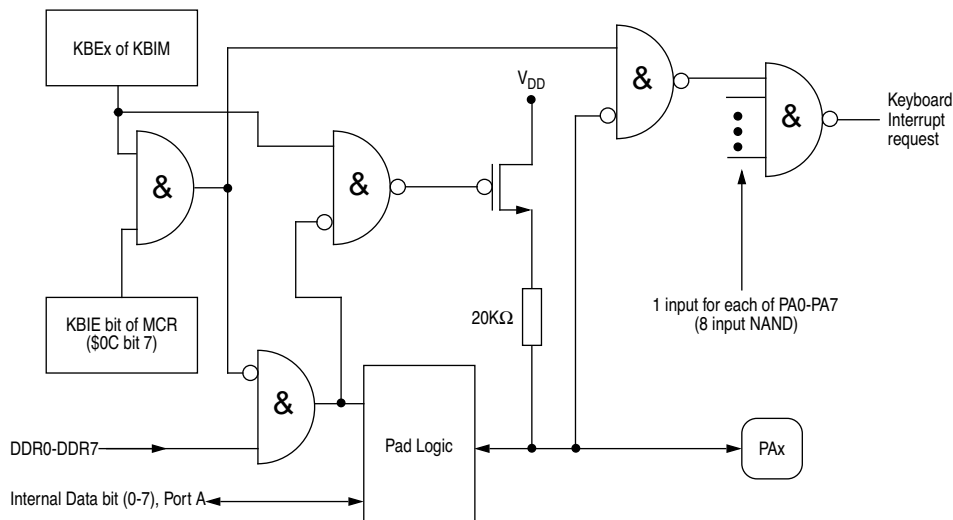 KBEx of KBIM
&
V_DD
&
Keyboard
Interrupt
request
&
&
KBIE bit of MCR
($0C bit 7)
20KΩ
1 input for each of PA0-PA7
(8 input NAND)
&
DDR0-DDR7
Pad Logic
PAx
Internal Data bit (0-7), Port A